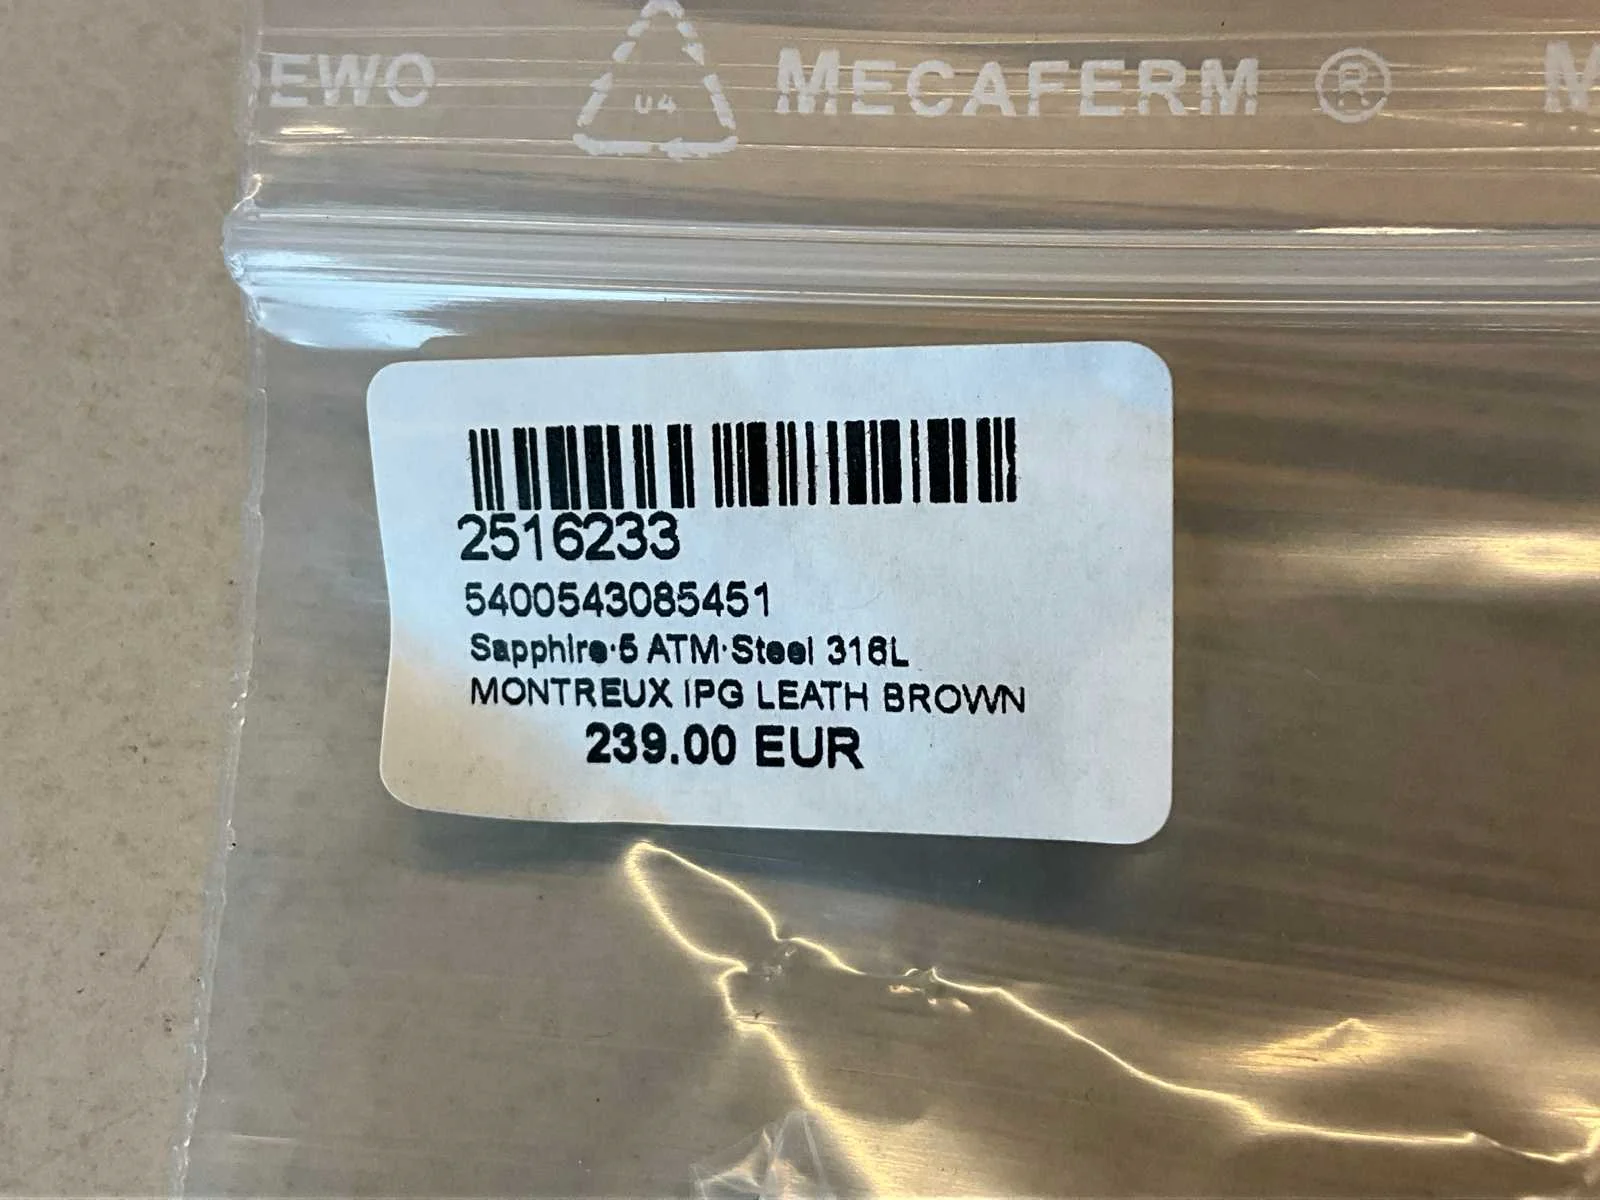 EWO U4 MECAFERM ® M
2516233
5400543085451
Sapphire·5 ATM·Steel 316L
MONTREUX IPG LEATH BROWN
239.00 EUR